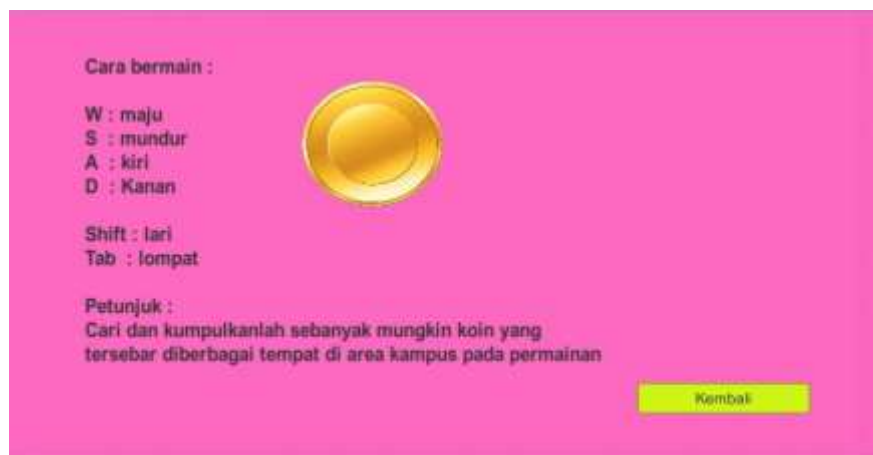 Cara bermain :
W : maju
S : mundur
A : kiri
D : Kanan
Shift : lari
Tab : lompat
Petunjuk :
Cari dan kumpulkanlah sebanyak mungkin koin yang
tersebar diberbagai tempat di area kampus pada permainan
Kembali